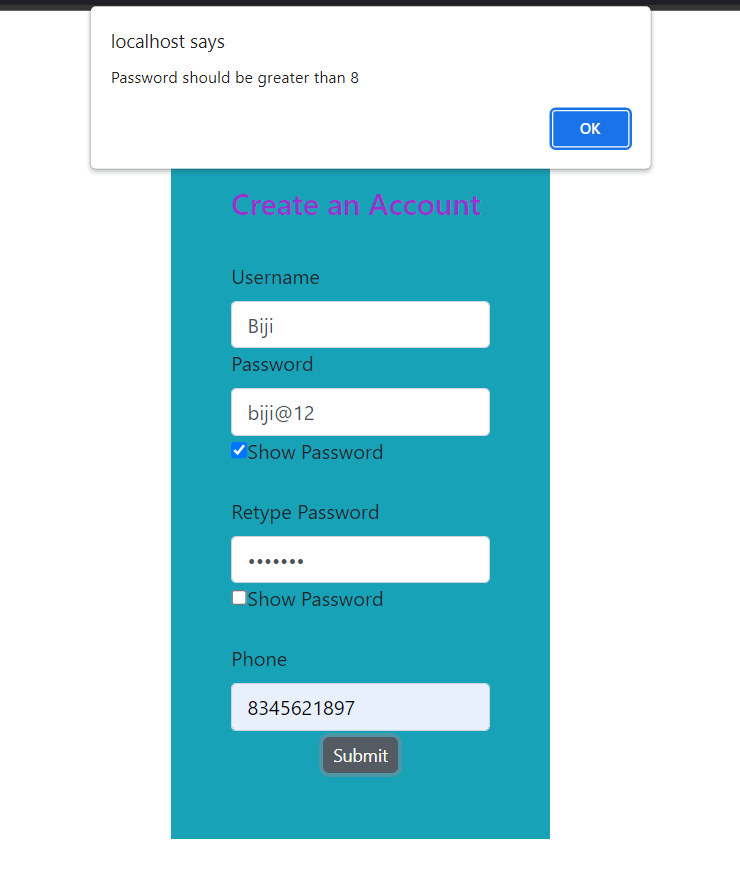 localhost says
Password should be greater than 8
OK
Create an Account
Username
Biji
Password
biji@12
Show Password
Retype Password
•••••••
Show Password
Phone
8345621897
Submit